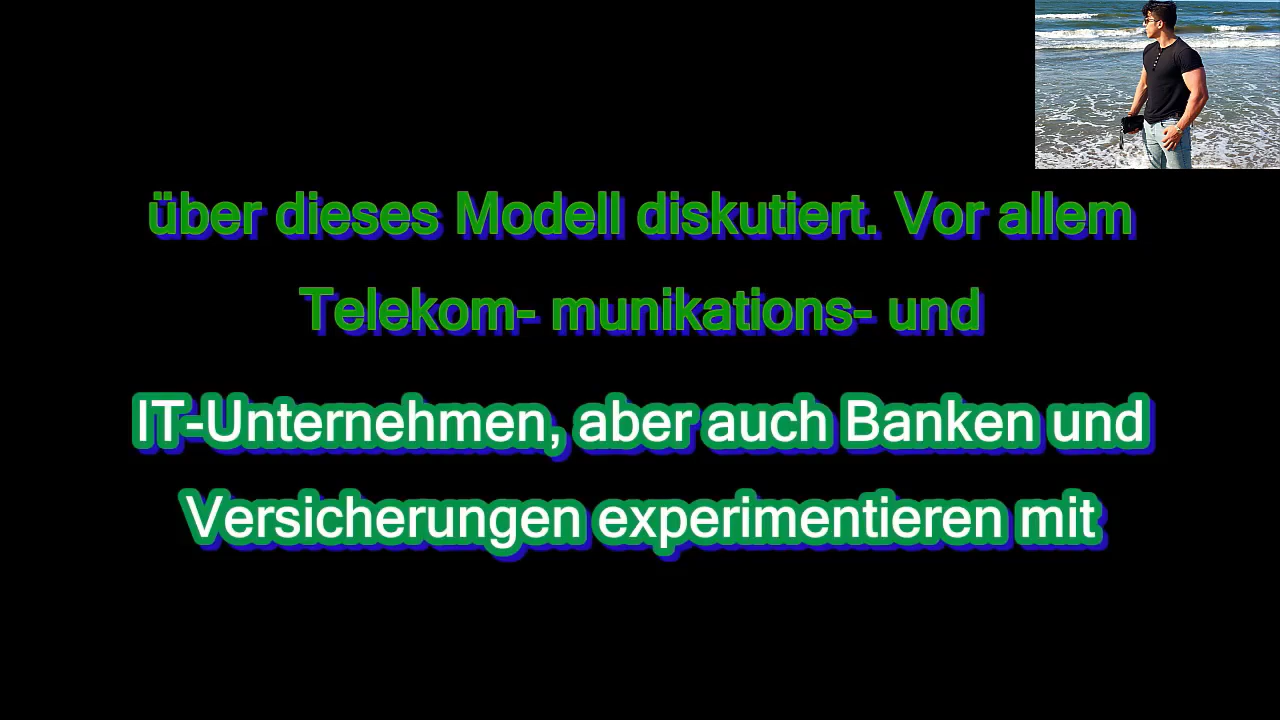 über dieses Modell diskutiert. Vor allem
Telekom- munikations- und
IT-Unternehmen, aber auch Banken und
Versicherungen experimentieren mit